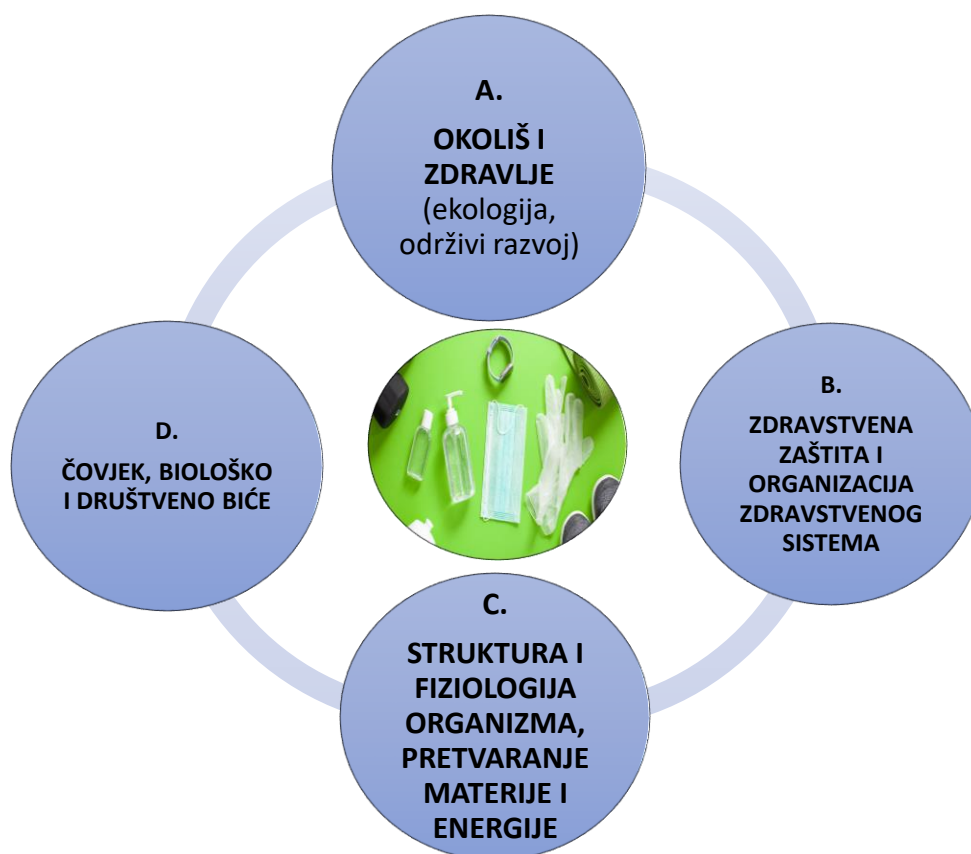 A.
OKOLIŠ I
ZDRAVLJE
(ekologija,
održivi razvoj)
B.
ZDRAVSTVENA
ZAŠTITA I
ORGANIZACIJA
ZDRAVSTVENOG
SISTEMA
C.
STRUKTURA I
FIZIOLOGIJA
ORGANIZMA,
PRETVARANJE
MATERIJE I
ENERGIJE
D.
ČOVJEK, BIOLOŠKO
I DRUŠTVENO BIĆE